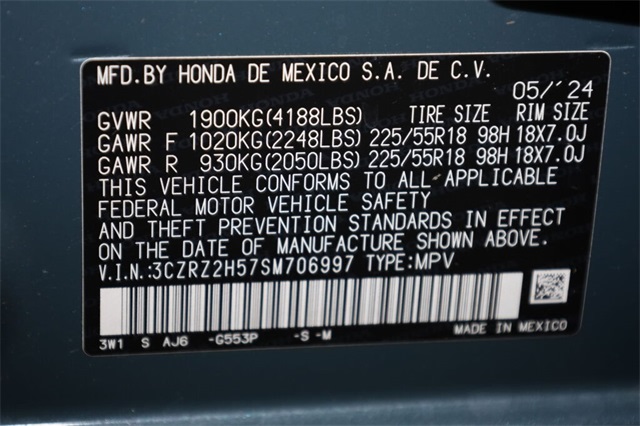 MFD.BY HONDA DE MEXICO S.A. DE C.V.
05/'24
GVWR 1900KG(4188LBS) TIRE SIZE RIM SIZE
GAWR F 1020KG(2248LBS) 225/55R18 98H 18X7.0J
GAWR R 930KG(2050LBS) 225/55R18 98H 18X7.0J
THIS VEHICLE CONFORMS TO ALL APPLICABLE
FEDERAL MOTOR VEHICLE SAFETY
AND THEFT PREVENTION STANDARDS IN EFFECT
ON THE DATE OF MANUFACTURE SHOWN ABOVE.
V.I.N.:3CZRZ2H57SM706997 TYPE:MPV
3W1 S AJ6 -G553P -S -M MADE IN MEXICO